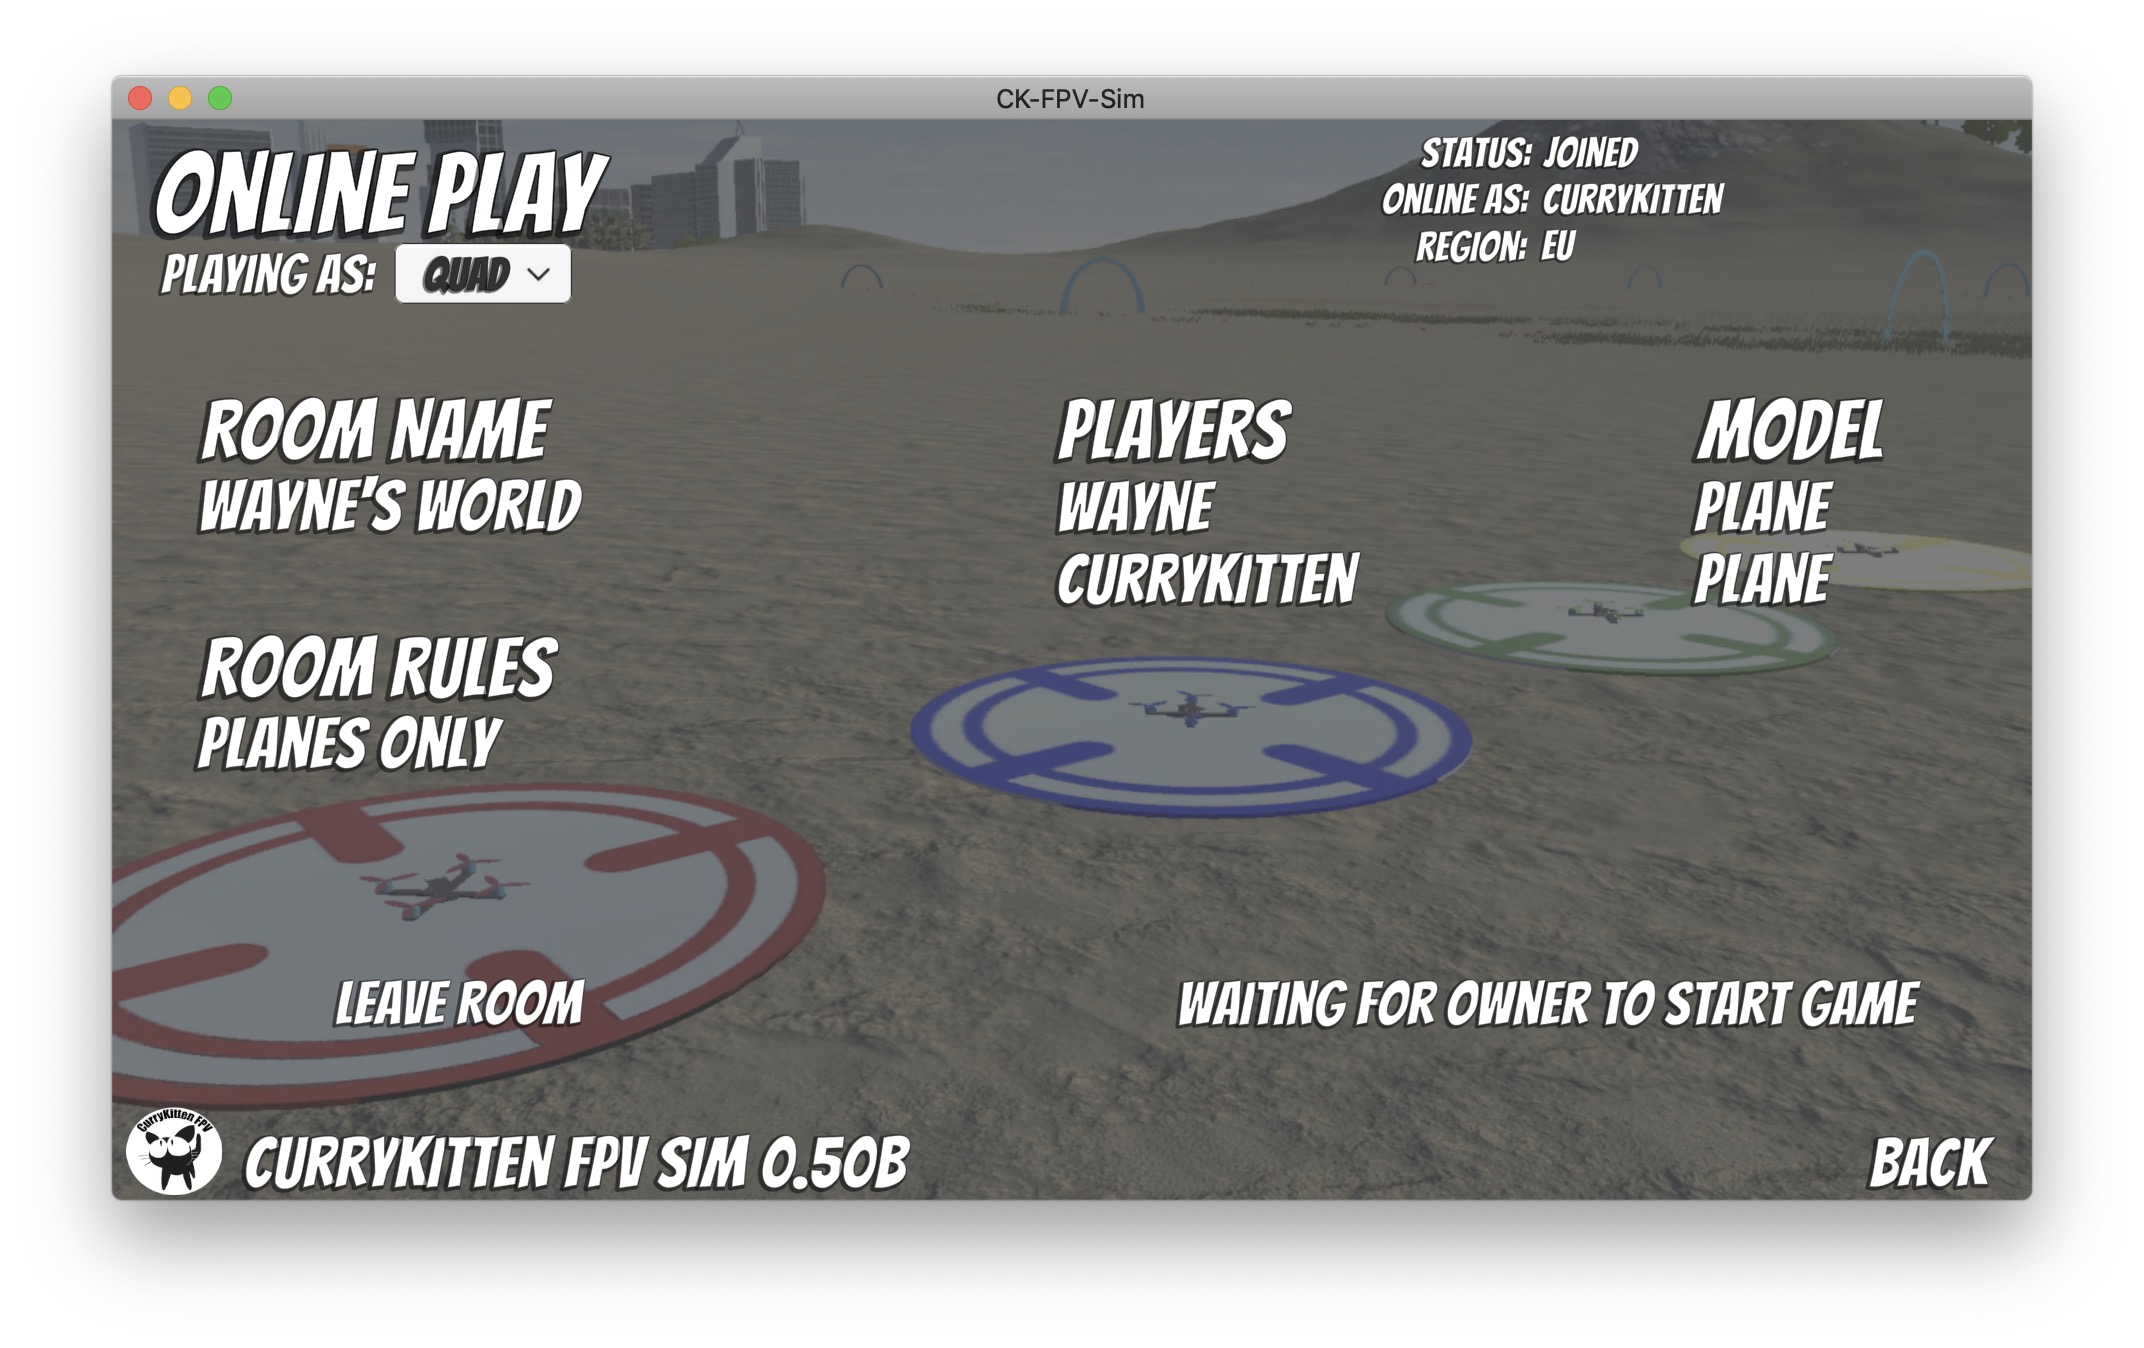 CK-FPV-Sim
ONLINE PLAY
PLAYING AS: QUAD
STATUS: JOINED
ONLINE AS: CURRYKITTEN
REGION: EU
ROOM NAME
WAYNE'S WORLD
PLAYERS
WAYNE
CURRYKITTEN
MODEL
PLANE
PLANE
ROOM RULES
PLANES ONLY
LEAVE ROOM
WAITING FOR OWNER TO START GAME
CurryKitten FPV
CURRYKITTEN FPV SIM 0.50B
BACK